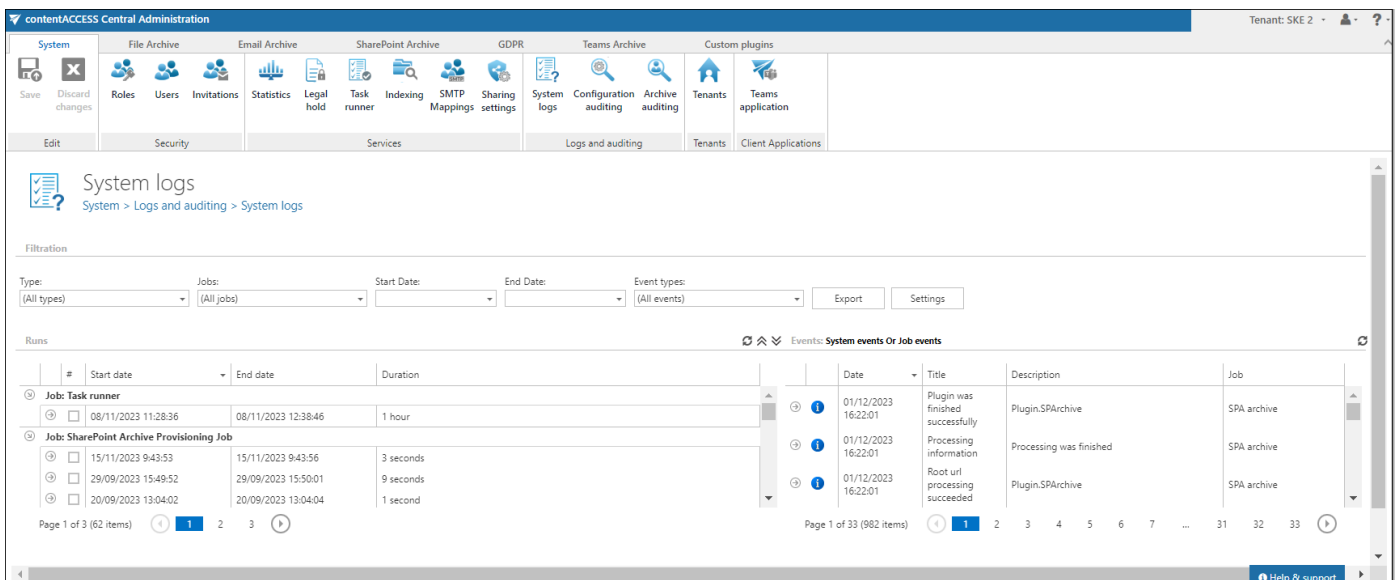 contentACCESS Central Administration
Tenant: SKE 2
?
System File Archive Email Archive SharePoint Archive GDPR Teams Archive Custom plugins
Save Discard changes Roles Users Invitations Statistics Legal hold Task runner Indexing SMTP Mappings Sharing settings System logs Configuration auditing Archive auditing Tenants Teams application
Edit Security Services Logs and auditing Tenants Client Applications
System logs
System > Logs and auditing > System logs
Filtration
Type: Jobs: Start Date: End Date: Event types:
(All types) (All jobs) (All events) Export Settings
Runs Events: System events Or Job events
# Start date End date Duration
Job: Task runner
08/11/2023 11:28:36 08/11/2023 12:38:46 1 hour
Job: SharePoint Archive Provisioning Job
15/11/2023 9:43:53 15/11/2023 9:43:56 3 seconds
29/09/2023 15:49:52 29/09/2023 15:50:01 9 seconds
20/09/2023 13:04:02 20/09/2023 13:04:04 1 second
Page 1 of 3 (62 items) 1 2 3
Date Title Description Job
01/12/2023 16:22:01 Plugin was finished successfully Plugin.SPArchive SPA archive
01/12/2023 16:22:01 Processing information Processing was finished SPA archive
01/12/2023 16:22:01 Root url processing succeeded Plugin.SPArchive SPA archive
Page 1 of 33 (982 items) 1 2 3 4 5 6 7 ... 31 32 33
Help & support